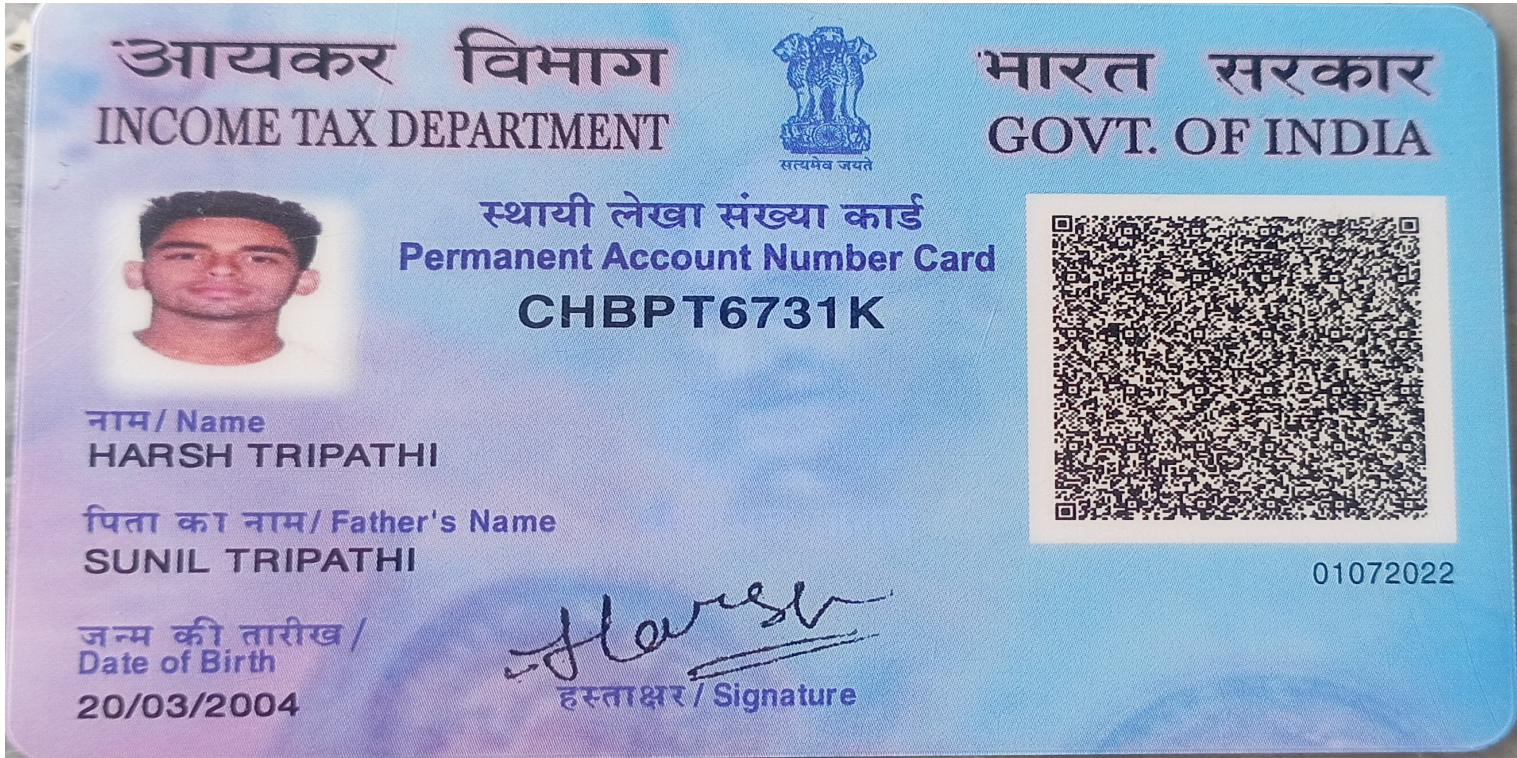 आयकर विभाग
INCOME TAX DEPARTMENT
सत्यमेव जयते
भारत सरकार
GOVT. OF INDIA
स्थायी लेखा संख्या कार्ड
Permanent Account Number Card
CHBPT6731K
नाम/ Name
HARSH TRIPATHI
पिता का नाम/ Father's Name
SUNIL TRIPATHI
01072022
जन्म की तारीख/
Date of Birth
20/03/2004
Harsh
हस्ताक्षर/ Signature